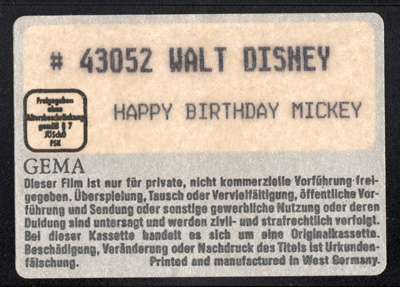 # 43052 WALT DISNEY
HAPPY BIRTHDAY MICKEY
Freigegeben
ohne
Altersbeschränkung
gemäß § 7
JÖSchG
FSK
GEMA
Dieser Film ist nur für private, nicht kommerzielle Vorführung frei-
gegeben. Überspielung, Tausch oder Vervielfältigung, öffentliche Vor-
führung und Sendung oder sonstige gewerbliche Nutzung oder deren
Duldung sind untersagt und werden zivil- und strafrechtlich verfolgt.
Bei dieser Kassette handelt es sich um eine Originalkassette.
Beschädigung, Veränderung oder Nachdruck des Titels ist Urkunden-
fälschung. Printed and manufactured in West Germany.